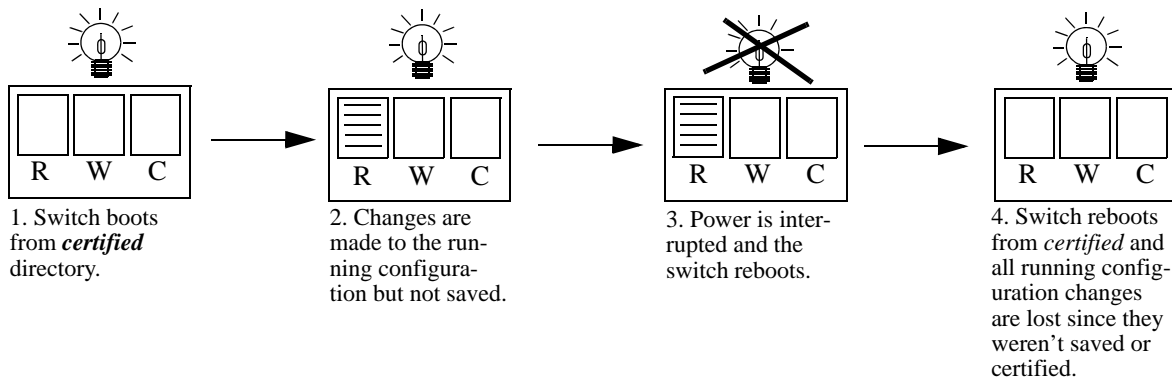 R W C
1. Switch boots
from certified
directory.
R W C
2. Changes are
made to the run-
ning configura-
tion but not saved.
R W C
3. Power is inter-
rupted and the
switch reboots.
R W C
4. Switch reboots
from certified and
all running config-
uration changes
are lost since they
weren’t saved or
certified.